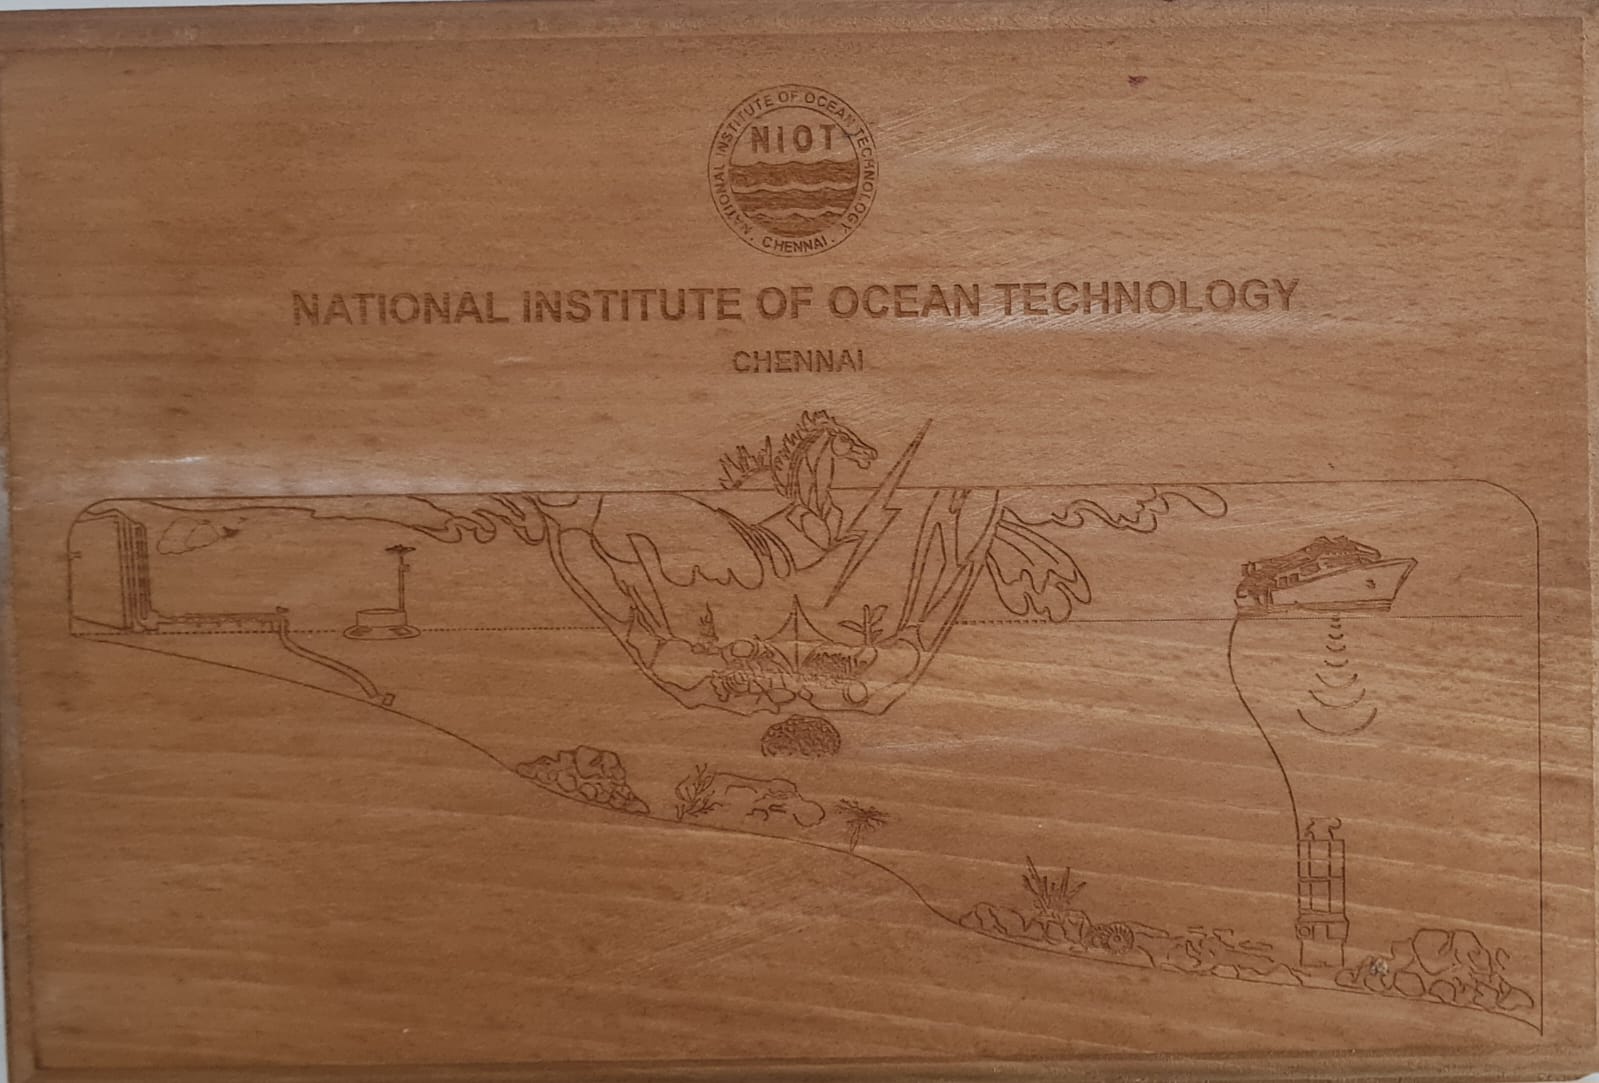 NATIONAL INSTITUTE OF OCEAN TECHNOLOGY
NIOT
. CHENNAI .
NATIONAL INSTITUTE OF OCEAN TECHNOLOGY
CHENNAI